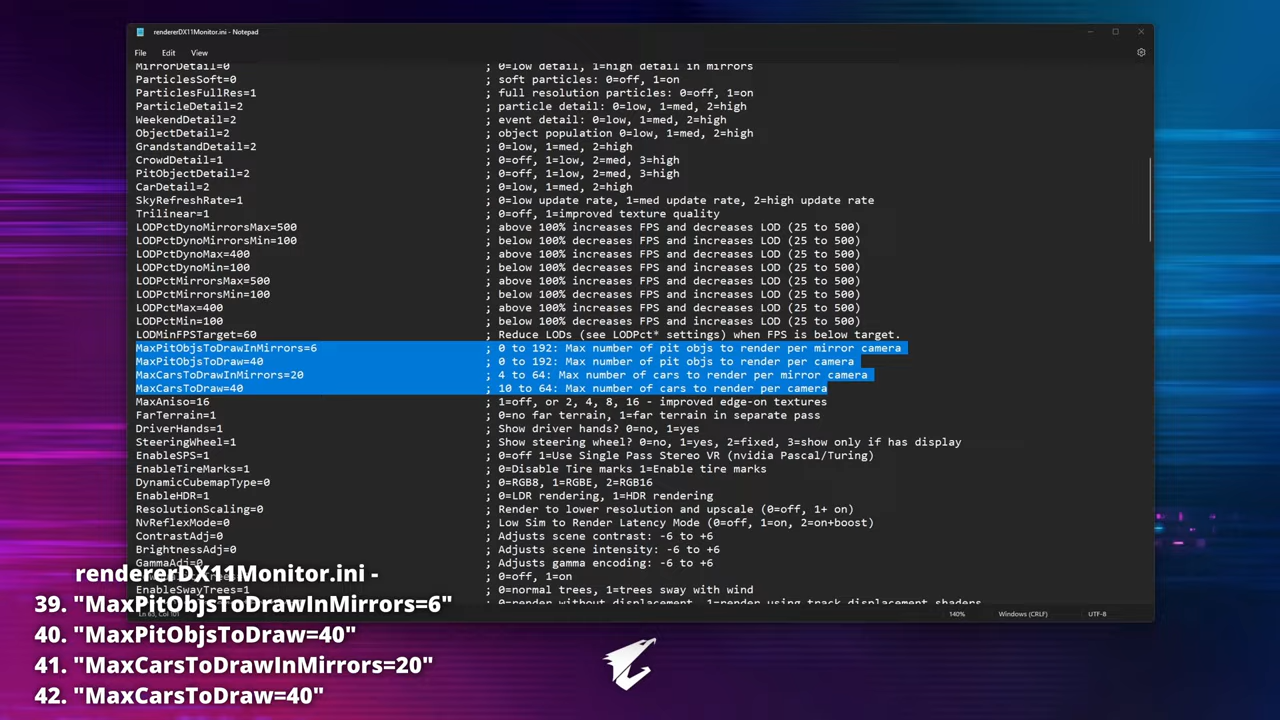 rendererDX11Monitor.ini - Notepad
File Edit View
MirrorDetail=0 ; 0=low detail, 1=high detail in mirrors
ParticlesSoft=0 ; soft particles: 0=off, 1=on
ParticlesFullRes=1 ; full resolution particles: 0=off, 1=on
ParticleDetail=2 ; particle detail: 0=low, 1=med, 2=high
WeekendDetail=2 ; event detail: 0=low, 1=med, 2=high
ObjectDetail=2 ; object population 0=low, 1=med, 2=high
GrandstandDetail=2 ; 0=low, 1=med, 2=high
CrowdDetail=1 ; 0=off, 1=low, 2=med, 3=high
PitObjectDetail=2 ; 0=off, 1=low, 2=med, 3=high
CarDetail=2 ; 0=low, 1=med, 2=high
SkyRefreshRate=1 ; 0=low update rate, 1=med update rate, 2=high update rate
Trilinear=1 ; 0=off, 1=improved texture quality
LODPctDynoMirrorsMax=500 ; above 100% increases FPS and decreases LOD (25 to 500)
LODPctDynoMirrorsMin=100 ; below 100% decreases FPS and increases LOD (25 to 500)
LODPctDynoMax=400 ; above 100% increases FPS and decreases LOD (25 to 500)
LODPctDynoMin=100 ; below 100% decreases FPS and increases LOD (25 to 500)
LODPctMirrorsMax=500 ; above 100% increases FPS and decreases LOD (25 to 500)
LODPctMirrorsMin=100 ; below 100% decreases FPS and increases LOD (25 to 500)
LODPctMax=400 ; above 100% increases FPS and decreases LOD (25 to 500)
LODPctMin=100 ; below 100% decreases FPS and increases LOD (25 to 500)
LODMinFPSTarget=60 ; Reduce LODs (see LODPct* settings) when FPS is below target.
MaxPitObjsToDrawInMirrors=6 ; 0 to 192: Max number of pit objs to render per mirror camera
MaxPitObjsToDraw=40 ; 0 to 192: Max number of pit objs to render per camera
MaxCarsToDrawInMirrors=20 ; 4 to 64: Max number of cars to render per mirror camera
MaxCarsToDraw=40 ; 10 to 64: Max number of cars to render per camera
MaxAniso=16 ; 1=off, or 2, 4, 8, 16 - improved edge-on textures
FarTerrain=1 ; 0=no far terrain, 1=far terrain in separate pass
DriverHands=1 ; Show driver hands? 0=no, 1=yes
SteeringWheel=1 ; Show steering wheel? 0=no, 1=yes, 2=fixed, 3=show only if has display
EnableSPS=1 ; 0=off 1=Use Single Pass Stereo VR (nvidia Pascal/Turing)
EnableTireMarks=1 ; 0=Disable Tire marks 1=Enable tire marks
DynamicCubemapType=0 ; 0=RGB8, 1=RGBE, 2=RGB16
EnableHDR=1 ; 0=LDR rendering, 1=HDR rendering
ResolutionScaling=0 ; Render to lower resolution and upscale (0=off, 1+ on)
NvReflexMode=0 ; Low Sim to Render Latency Mode (0=off, 1=on, 2=on+boost)
ContrastAdj=0 ; Adjusts scene contrast: -6 to +6
BrightnessAdj=0 ; Adjusts scene intensity: -6 to +6
GammaAdj=0 ; Adjusts gamma encoding: -6 to +6
; 0=off, 1=on
EnableSwayTrees=1 ; 0=normal trees, 1=trees sway with wind
; 0=render without displacement, 1=render using track displacement shaders
140% Windows (CRLF) UTF-8
rendererDX11Monitor.ini -
39. "MaxPitObjsToDrawInMirrors=6"
40. "MaxPitObjsToDraw=40"
41. "MaxCarsToDrawInMirrors=20"
42. "MaxCarsToDraw=40"